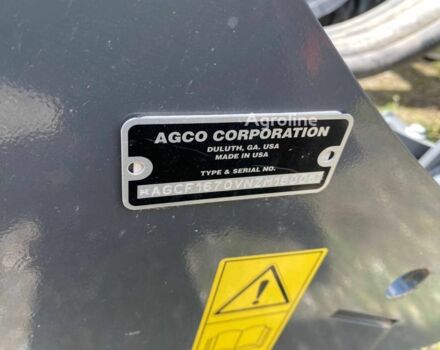 Agroline
AGCO CORPORATION
DULUTH, GA. USA
MADE IN USA
TYPE & SERIAL NO.